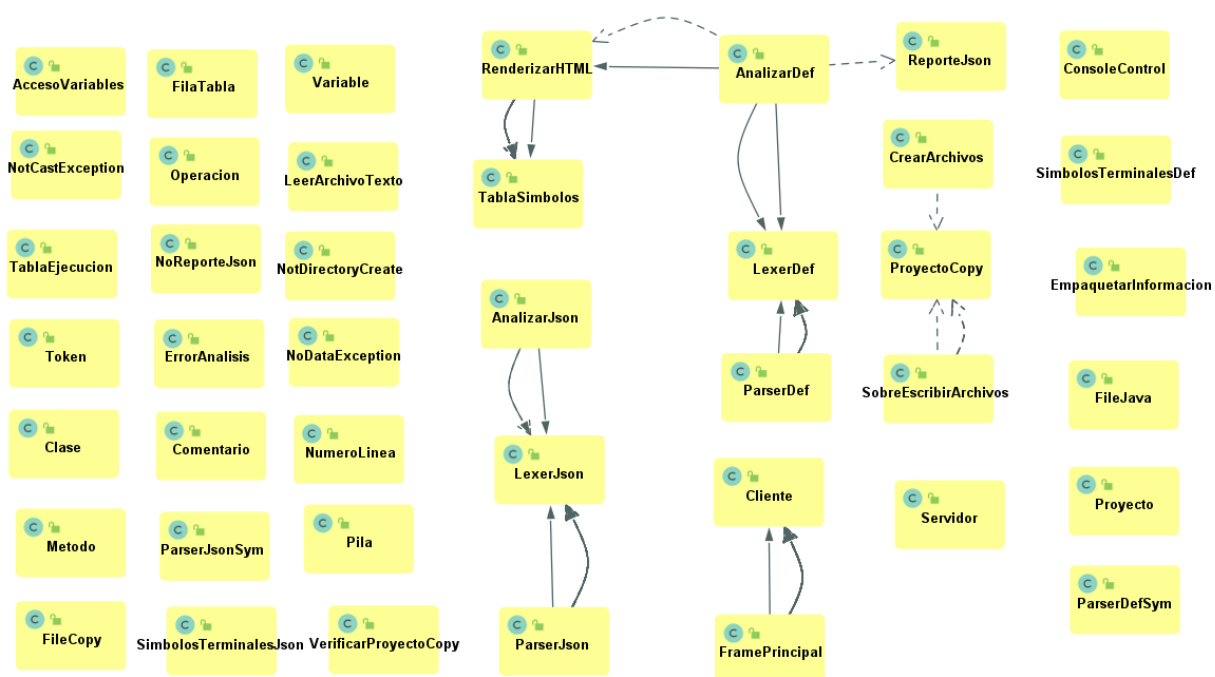 AccesoVariables
FilaTabla
Variable
RenderizarHTML
AnalizarDef
ReporteJson
ConsoleControl
NotCastException
Operacion
LeerArchivoTexto
TablaSimbolos
CrearArchivos
SimbolosTerminalesDef
TablaEjecucion
NoReporteJson
NotDirectoryCreate
LexerDef
ProyectoCopy
EmpaquetarInformacion
AnalizarJson
Token
ErrorAnalisis
NoDataException
ParserDef
SobreEscribirArchivos
FileJava
Clase
Comentario
NumeroLinea
LexerJson
Cliente
Servidor
Proyecto
Metodo
ParserJsonSym
Pila
ParserDefSym
FileCopy
SimbolosTerminalesJson
VerificarProyectoCopy
ParserJson
FramePrincipal